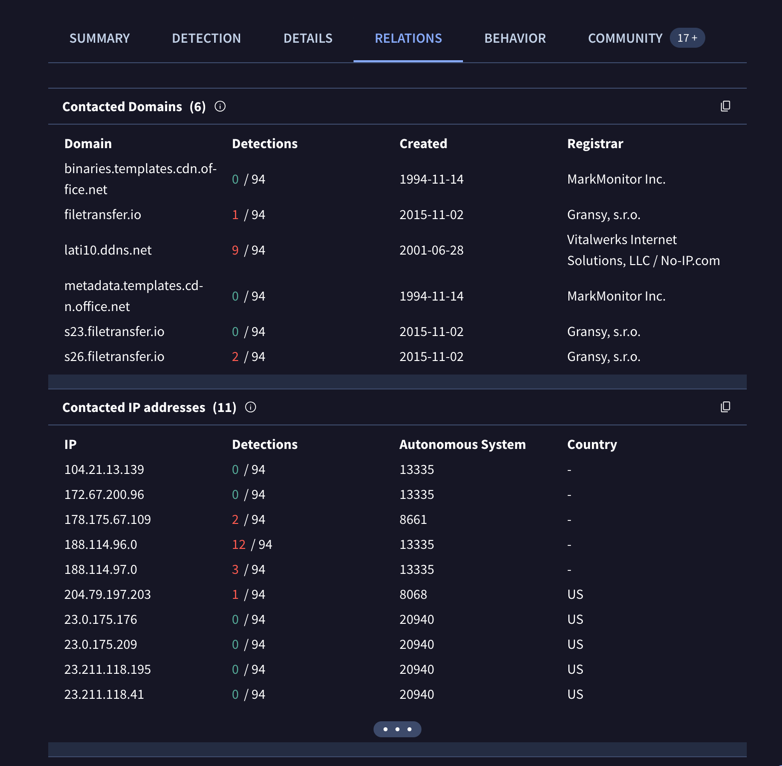 SUMMARY DETECTION DETAILS RELATIONS BEHAVIOR COMMUNITY 17 +
Contacted Domains (6)
Domain Detections Created Registrar
binaries.templates.cdn.of-
fice.net 0 / 94 1994-11-14 MarkMonitor Inc.
filetransfer.io 1 / 94 2015-11-02 Gransy, s.r.o.
lati10.ddns.net 9 / 94 2001-06-28 Vitalwerks Internet
Solutions, LLC / No-IP.com
metadata.templates.cd-
n.office.net 0 / 94 1994-11-14 MarkMonitor Inc.
s23.filetransfer.io 0 / 94 2015-11-02 Gransy, s.r.o.
s26.filetransfer.io 2 / 94 2015-11-02 Gransy, s.r.o.
Contacted IP addresses (11)
IP Detections Autonomous System Country
104.21.13.139 0 / 94 13335 -
172.67.200.96 0 / 94 13335 -
178.175.67.109 2 / 94 8661 -
188.114.96.0 12 / 94 13335 -
188.114.97.0 3 / 94 13335 -
204.79.197.203 1 / 94 8068 US
23.0.175.176 0 / 94 20940 US
23.0.175.209 0 / 94 20940 US
23.211.118.195 0 / 94 20940 US
23.211.118.41 0 / 94 20940 US